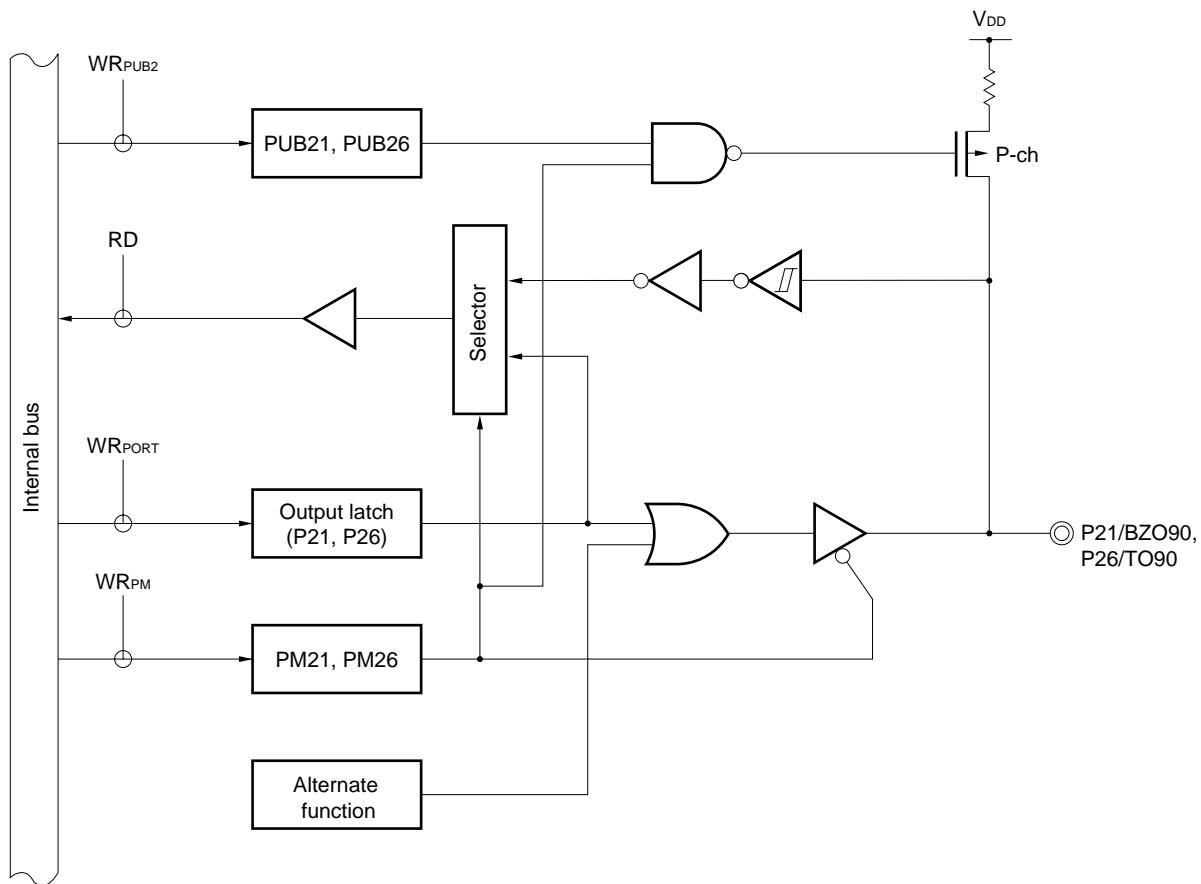 VDD
WRPUB2
PUB21, PUB26
P-ch
RD
Selector
Internal bus
WRPORT
Output latch
(P21, P26)
P21/BZO90,
P26/TO90
WRPM
PM21, PM26
Alternate
function